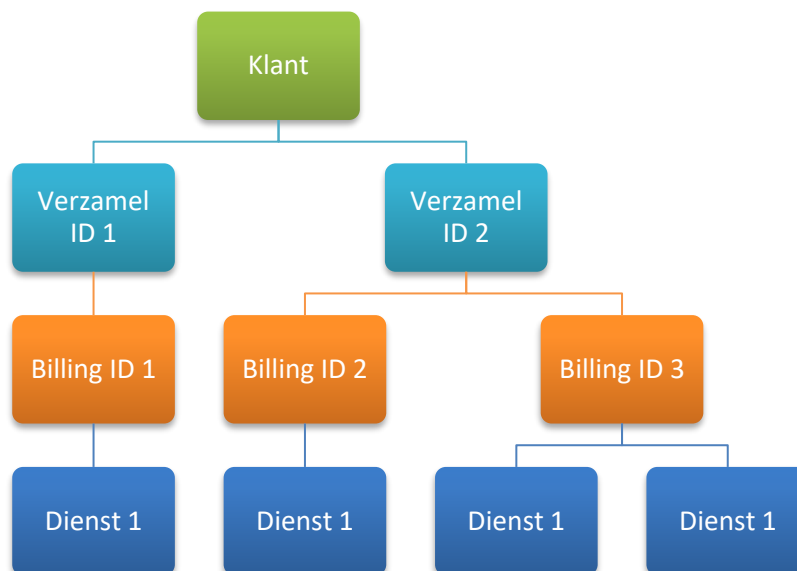 Klant
Verzamel
ID 1
Verzamel
ID 2
Billing ID 1
Billing ID 2
Billing ID 3
Dienst 1
Dienst 1
Dienst 1
Dienst 1